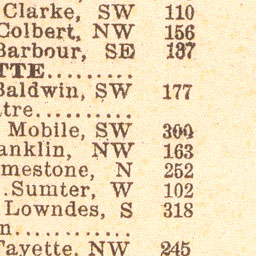 Clarke, SW 110
Colbert, NW 156
Barbour, SE 137
TTE..........
Baldwin, SW 177
tre..........
Mobile, SW 300
anklin, NW 163
mestone, N 252
..Sumter, W 102
Lowndes, S 318
n............
Fayette, NW 245